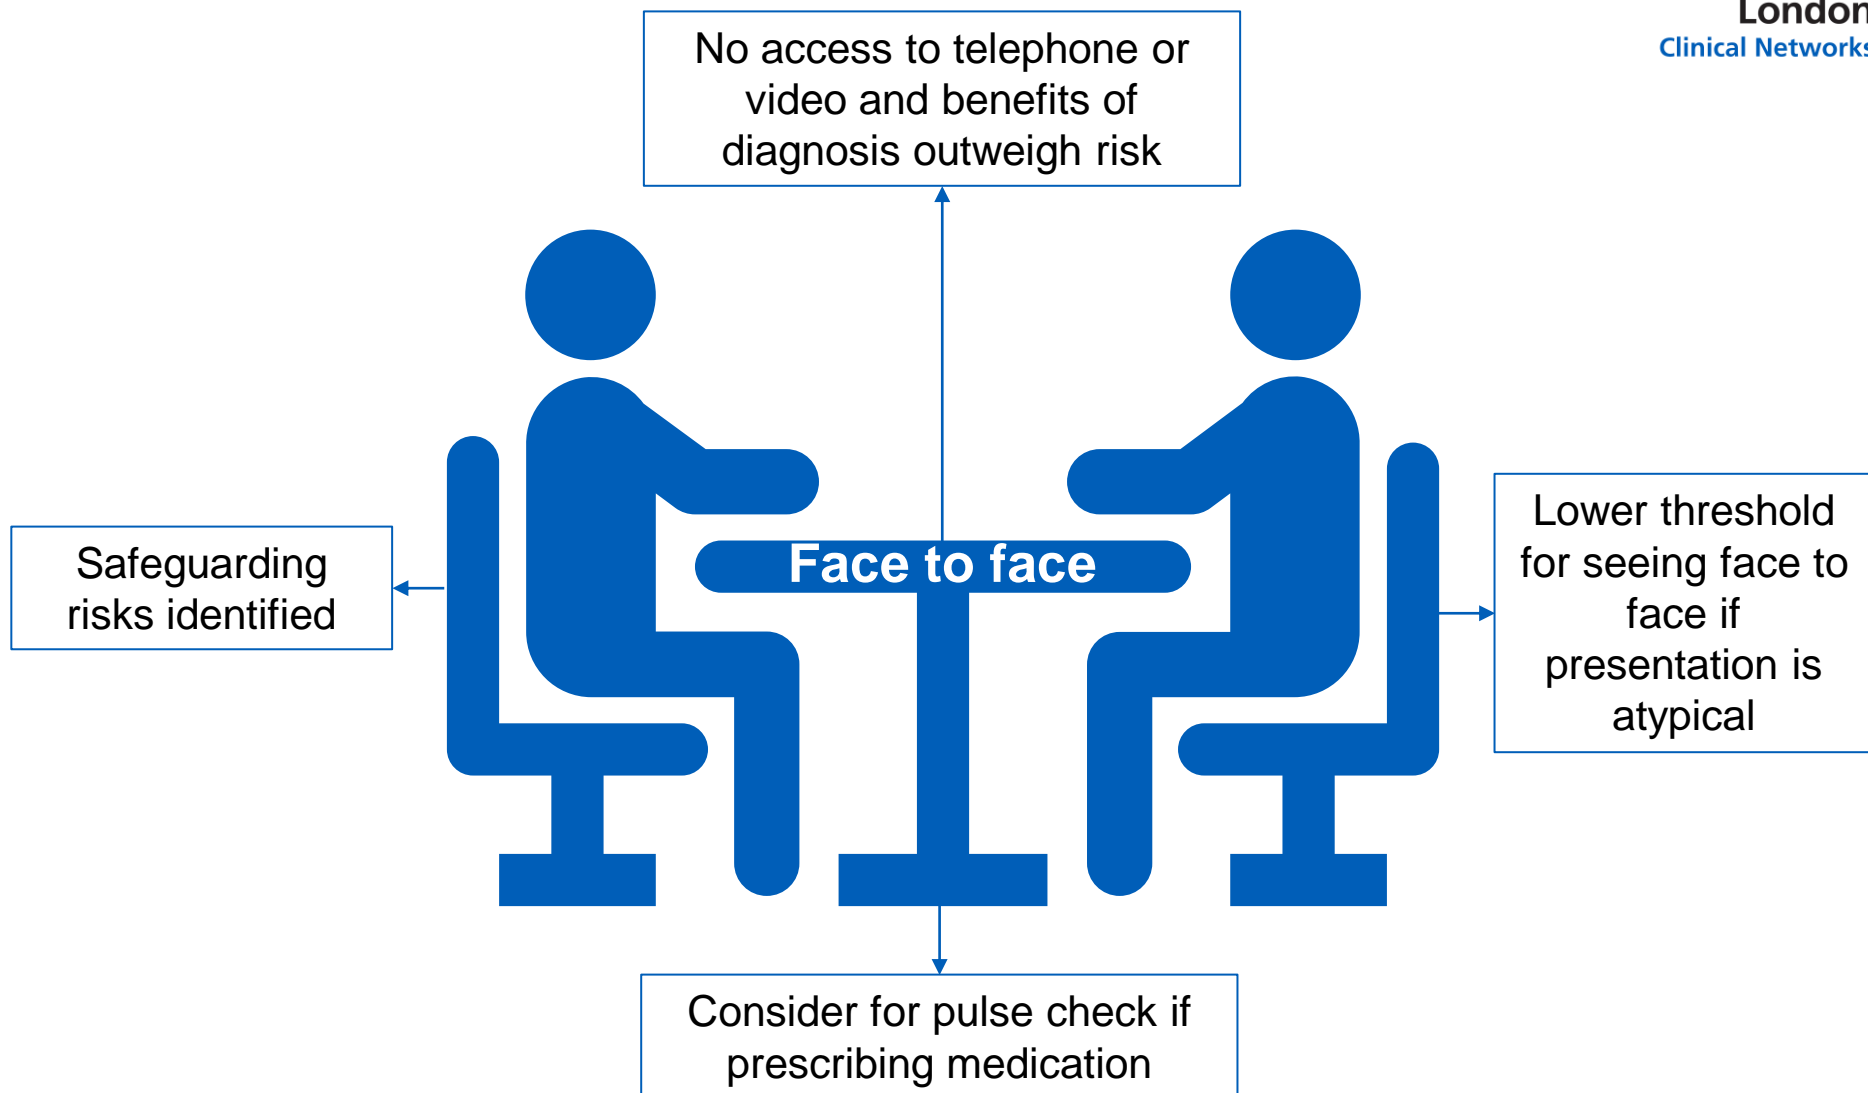 London
Clinical Networks
No access to telephone or
video and benefits of
diagnosis outweigh risk
Face to face
Safeguarding
risks identified
Lower threshold
for seeing face to
face if
presentation is
atypical
Consider for pulse check if
prescribing medication